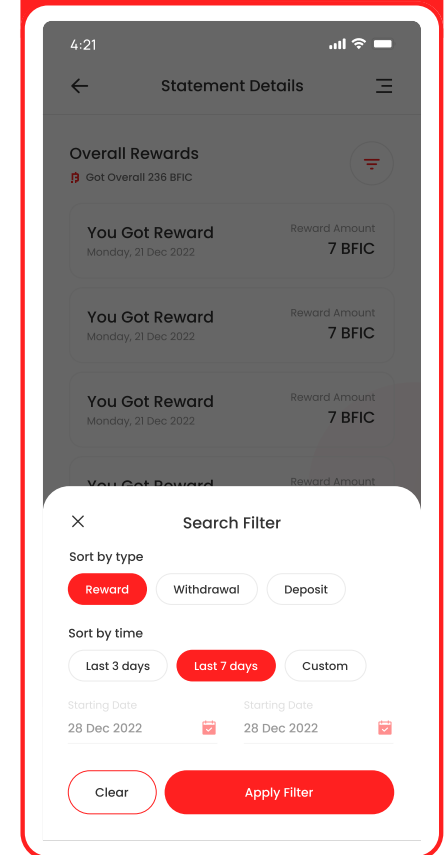 4:21
Statement Details
Overall Rewards
Got Overall 236 BFIC
You Got Reward
Reward Amount
Monday, 21 Dec 2022
7 BFIC
You Got Reward
Reward Amount
Monday, 21 Dec 2022
7 BFIC
You Got Reward
Reward Amount
Monday, 21 Dec 2022
7 BFIC
You Got Reward
Reward Amount
Search Filter
Sort by type
Reward Withdrawal Deposit
Sort by time
Last 3 days Last 7 days Custom
Starting Date Starting Date
28 Dec 2022 28 Dec 2022
Clear Apply Filter